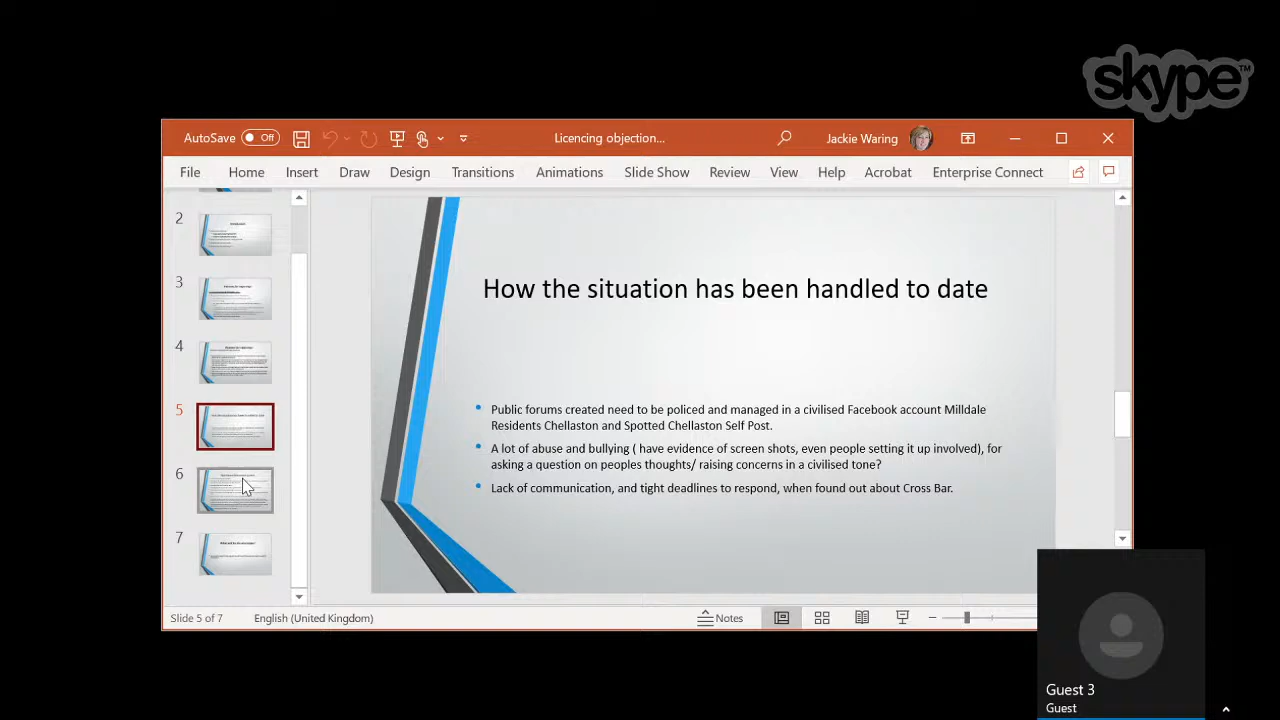 skype™
AutoSave Off Licencing objection... Jackie Waring
File Home Insert Draw Design Transitions Animations Slide Show Review View Help Acrobat Enterprise Connect
2
3
4
5
6
7
How the situation has been handled to date
Public forums created need to be policed and managed in a civilised Facebook account Milldale
Residents Chellaston and Spotted Chellaston Self Post.
A lot of abuse and bullying ( have evidence of screen shots, even people setting it up involved), for
asking a question on peoples thoughts/ raising concerns in a civilised tone?
Lack of communication, and tight deadlines to respond, when found out about Bar.
Slide 5 of 7 English (United Kingdom) Notes
Guest 3
Guest